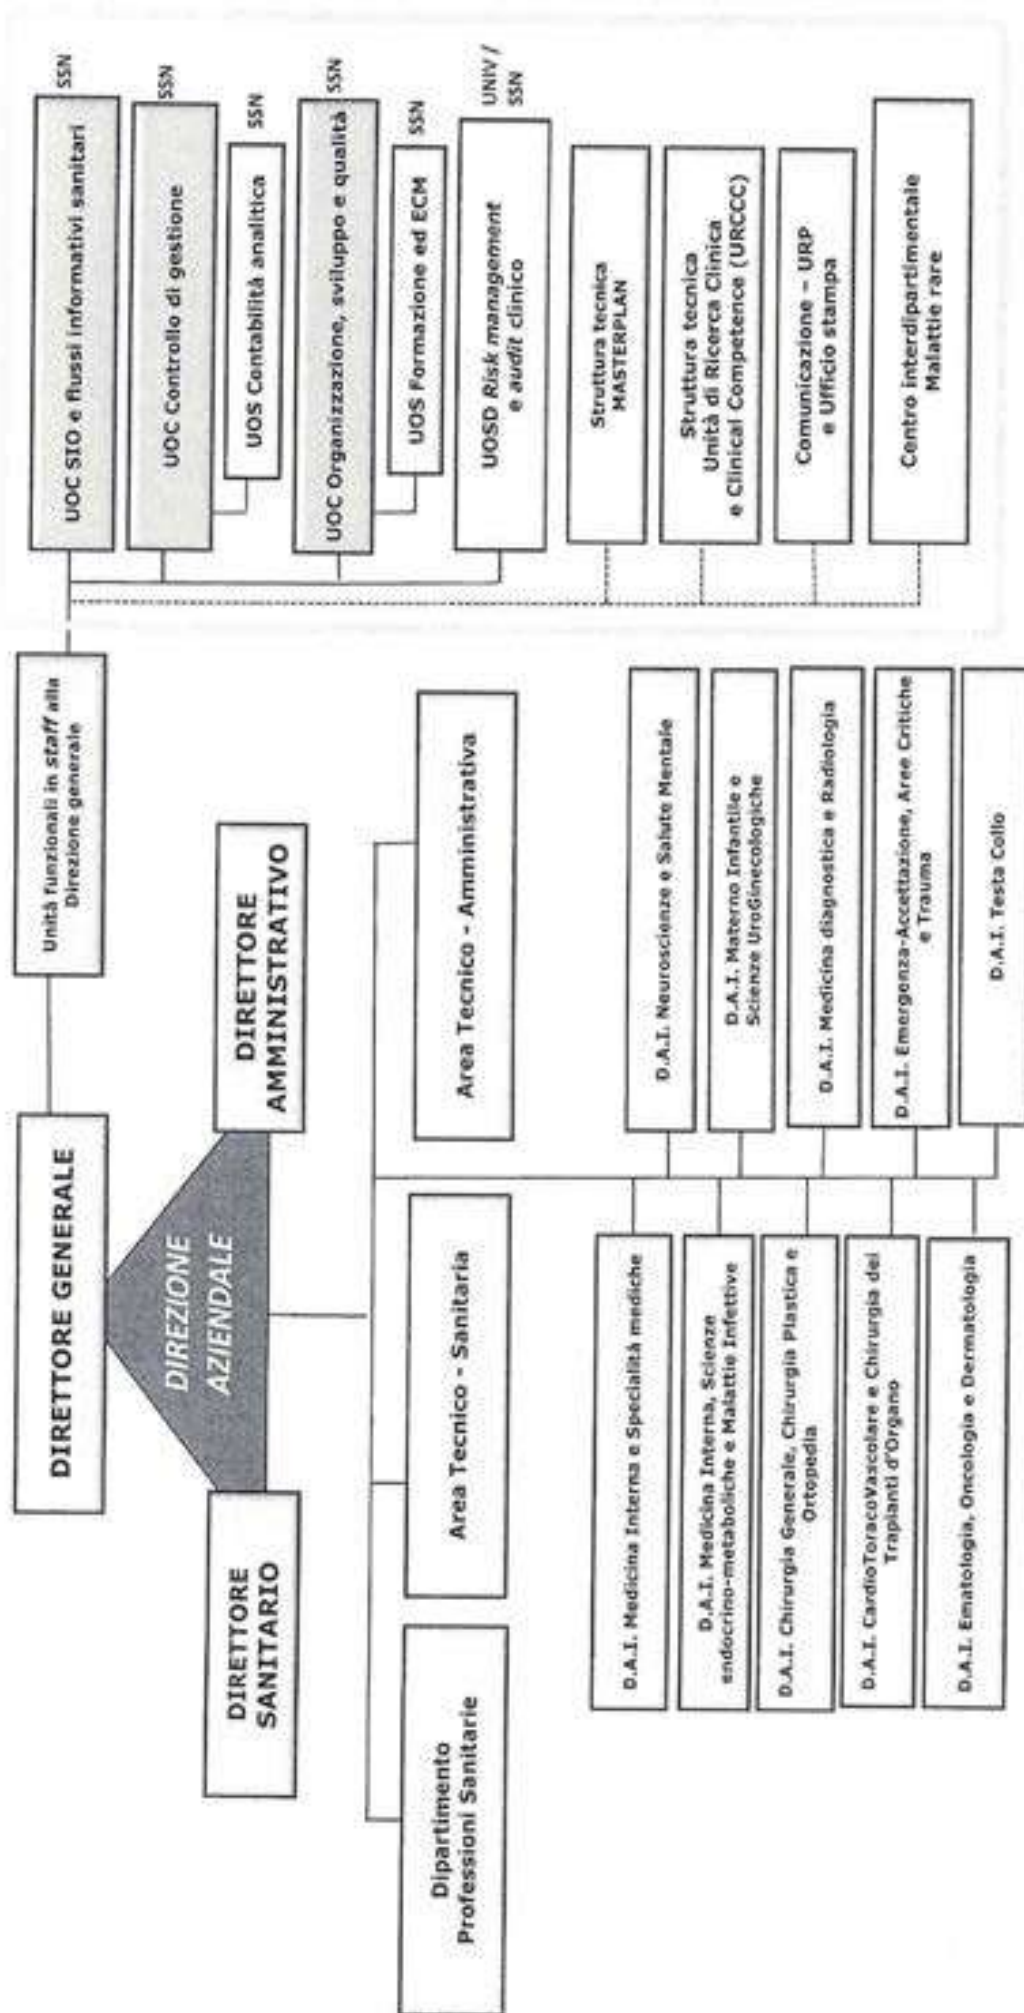 DIRETTORE GENERALE
DIREZIONE
AZIENDALE
DIRETTORE
SANITARIO
DIRETTORE
AMMINISTRATIVO
Unità funzionali in staff alla
Direzione generale
UOC SIO e flussi informativi sanitari
SSN
UOC Controllo di gestione
SSN
UOS Contabilità analitica
SSN
UOC Organizzazione, sviluppo e qualità
SSN
UOS Formazione ed ECM
SSN
UOSD Risk management
e audit clinico
UNIV /
SSN
Struttura tecnica
MASTERPLAN
Struttura tecnica
Unità di Ricerca Clinica
e Clinical Competence (URCCC)
Comunicazione – URP
e Ufficio stampa
Centro interdipartimentale
Malattie rare
Dipartimento
Professioni Sanitarie
Area Tecnico - Sanitaria
Area Tecnico - Amministrativa
D.A.I. Medicina Interna e Specialità mediche
D.A.I. Medicina Interna, Scienze
endocrino-metaboliche e Malattie Infettive
D.A.I. Chirurgia Generale, Chirurgia Plastica e
Ortopedia
D.A.I. CardioToracoVascolare e Chirurgia dei
Trapianti d'Organo
D.A.I. Ematologia, Oncologia e Dermatologia
D.A.I. Neuroscienze e Salute Mentale
D.A.I. Materno Infantile e
Scienze UroGinecologiche
D.A.I. Medicina diagnostica e Radiologia
D.A.I. Emergenza-Accettazione, Aree Critiche
e Trauma
D.A.I. Testa Collo